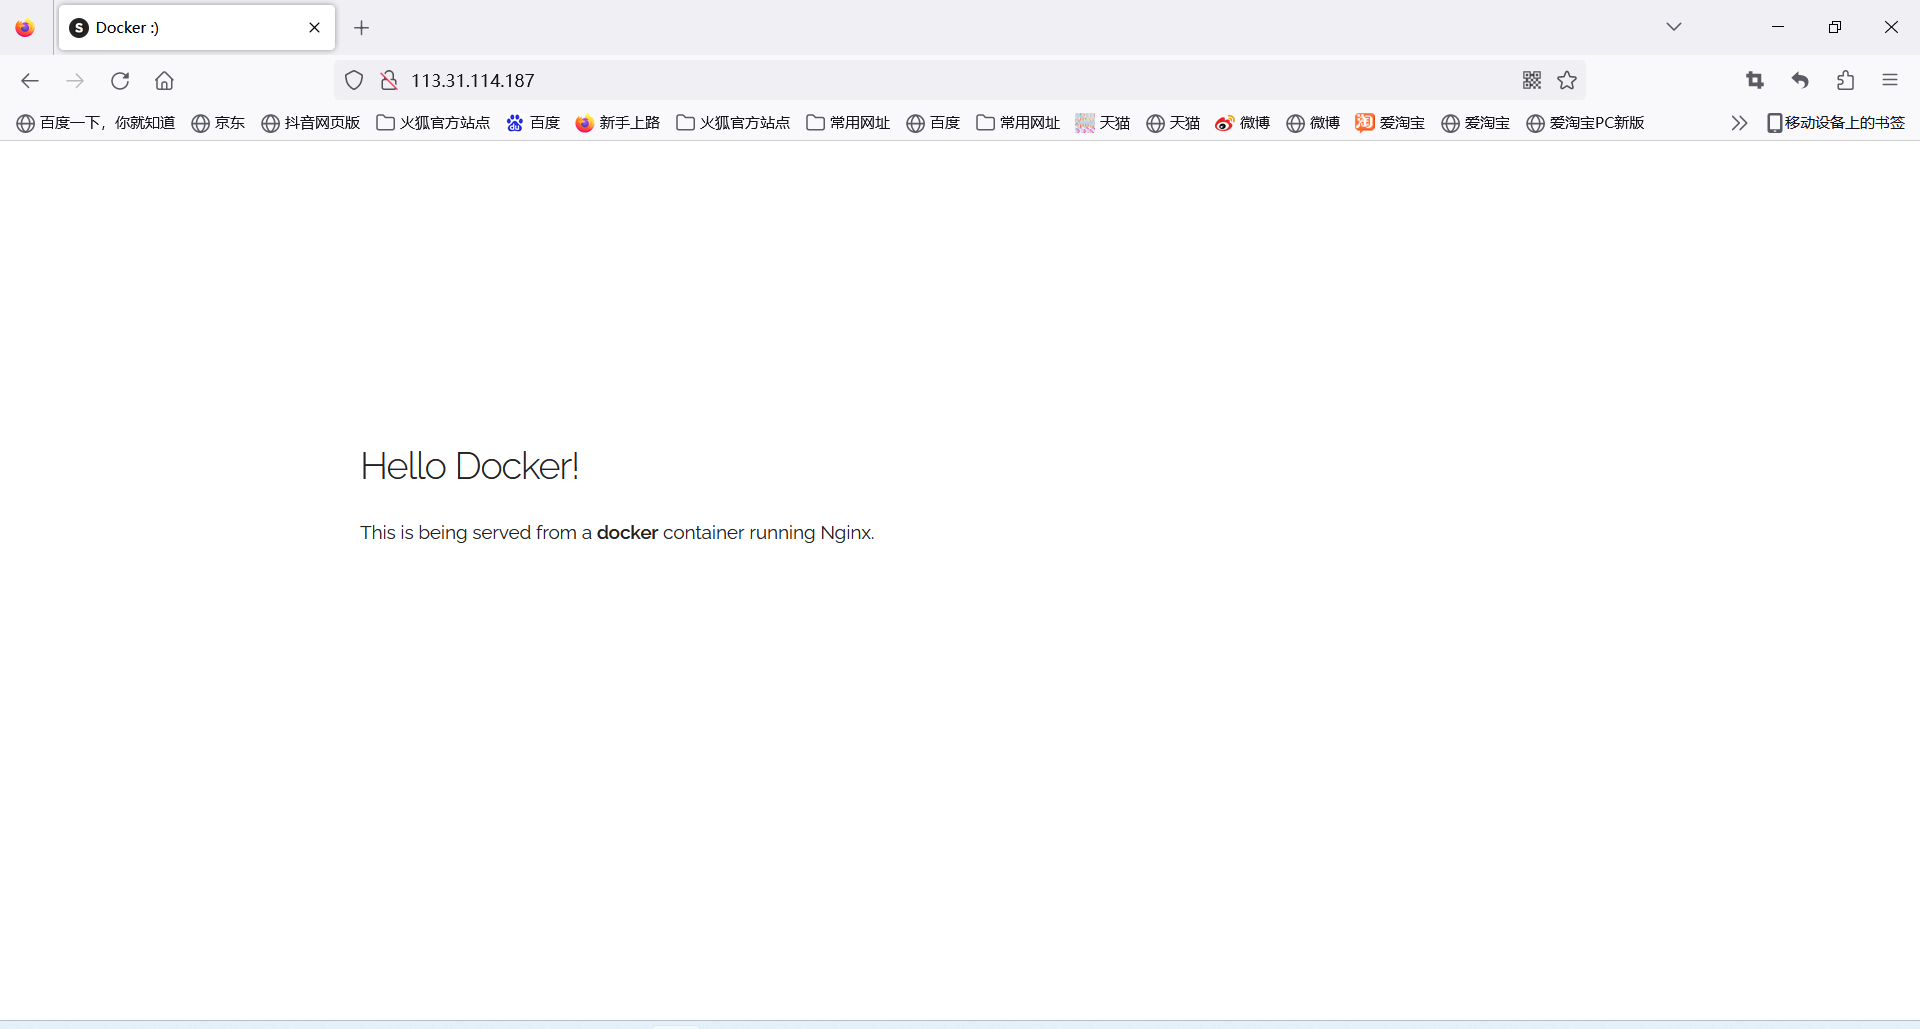 Docker :)
113.31.114.187
百度一下，你就知道 京东 抖音网页版 火狐官方站点 百度 新手上路 火狐官方站点 常用网址 百度 常用网址 天猫 天猫 微博 微博 爱淘宝 爱淘宝 爱淘宝PC新版 移动设备上的书签
Hello Docker!
This is being served from a docker container running Nginx.